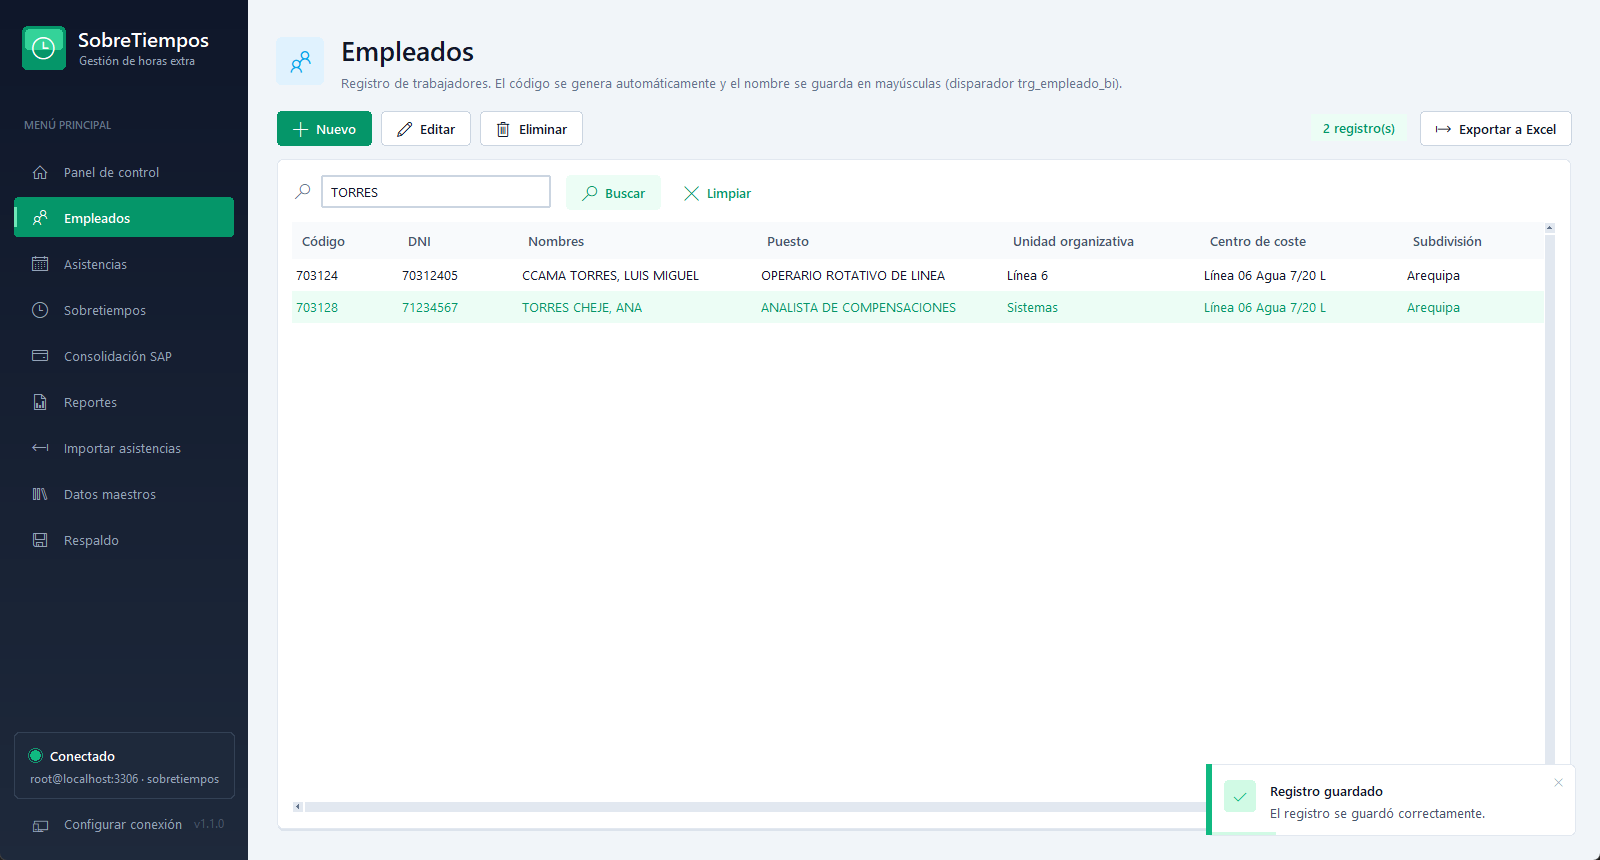 SobreTiempos
Gestión de horas extra
MENÚ PRINCIPAL
Panel de control
Empleados
Asistencias
Sobretiempos
Consolidación SAP
Reportes
Importar asistencias
Datos maestros
Respaldo
Conectado
root@localhost:3306 · sobretiempos
Configurar conexión v1.1.0
Empleados
Registro de trabajadores. El código se genera automáticamente y el nombre se guarda en mayúsculas (disparador trg_empleado_bi).
Nuevo Editar Eliminar 2 registro(s) Exportar a Excel
TORRES Buscar Limpiar
Código DNI Nombres Puesto Unidad organizativa Centro de coste Subdivisión
703124 70312405 CCAMA TORRES, LUIS MIGUEL OPERARIO ROTATIVO DE LINEA Línea 6 Línea 06 Agua 7/20 L Arequipa
703128 71234567 TORRES CHEJE, ANA ANALISTA DE COMPENSACIONES Sistemas Línea 06 Agua 7/20 L Arequipa
Registro guardado
El registro se guardó correctamente.